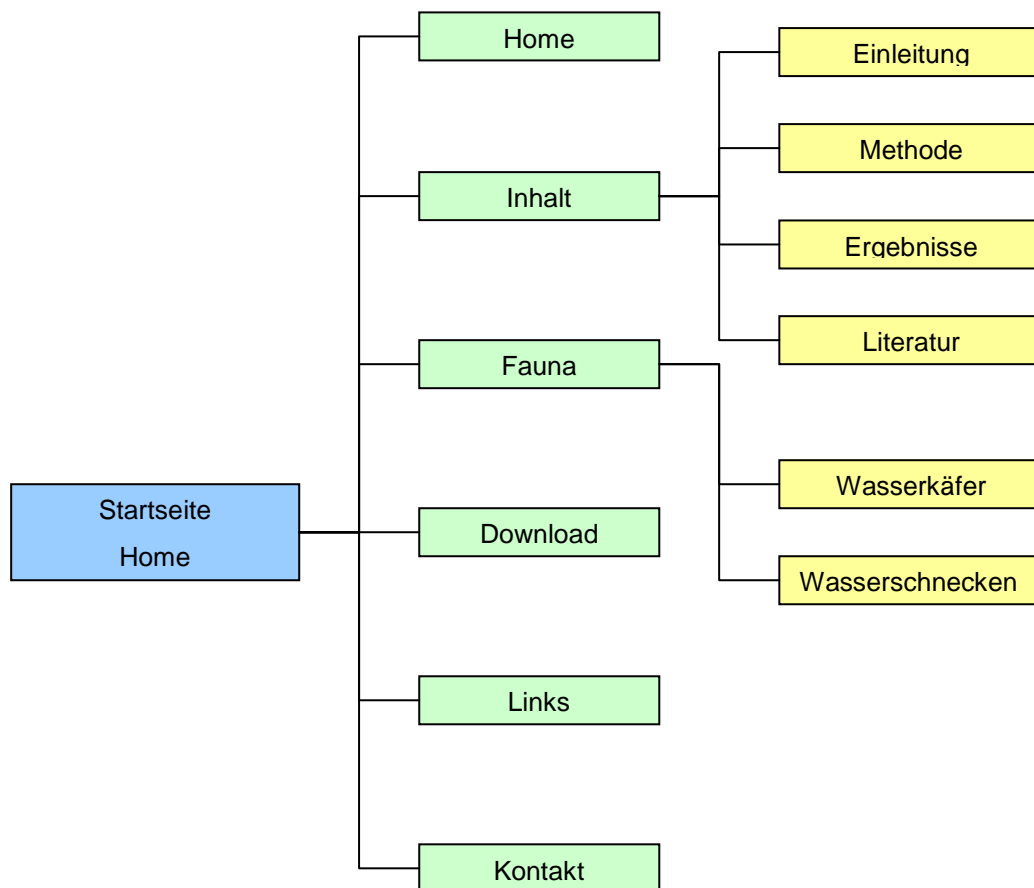 Home
Einleitung
Methode
Inhalt
Ergebnisse
Literatur
Fauna
Wasserkäfer
Startseite
Home
Download
Wasserschnecken
Links
Kontakt